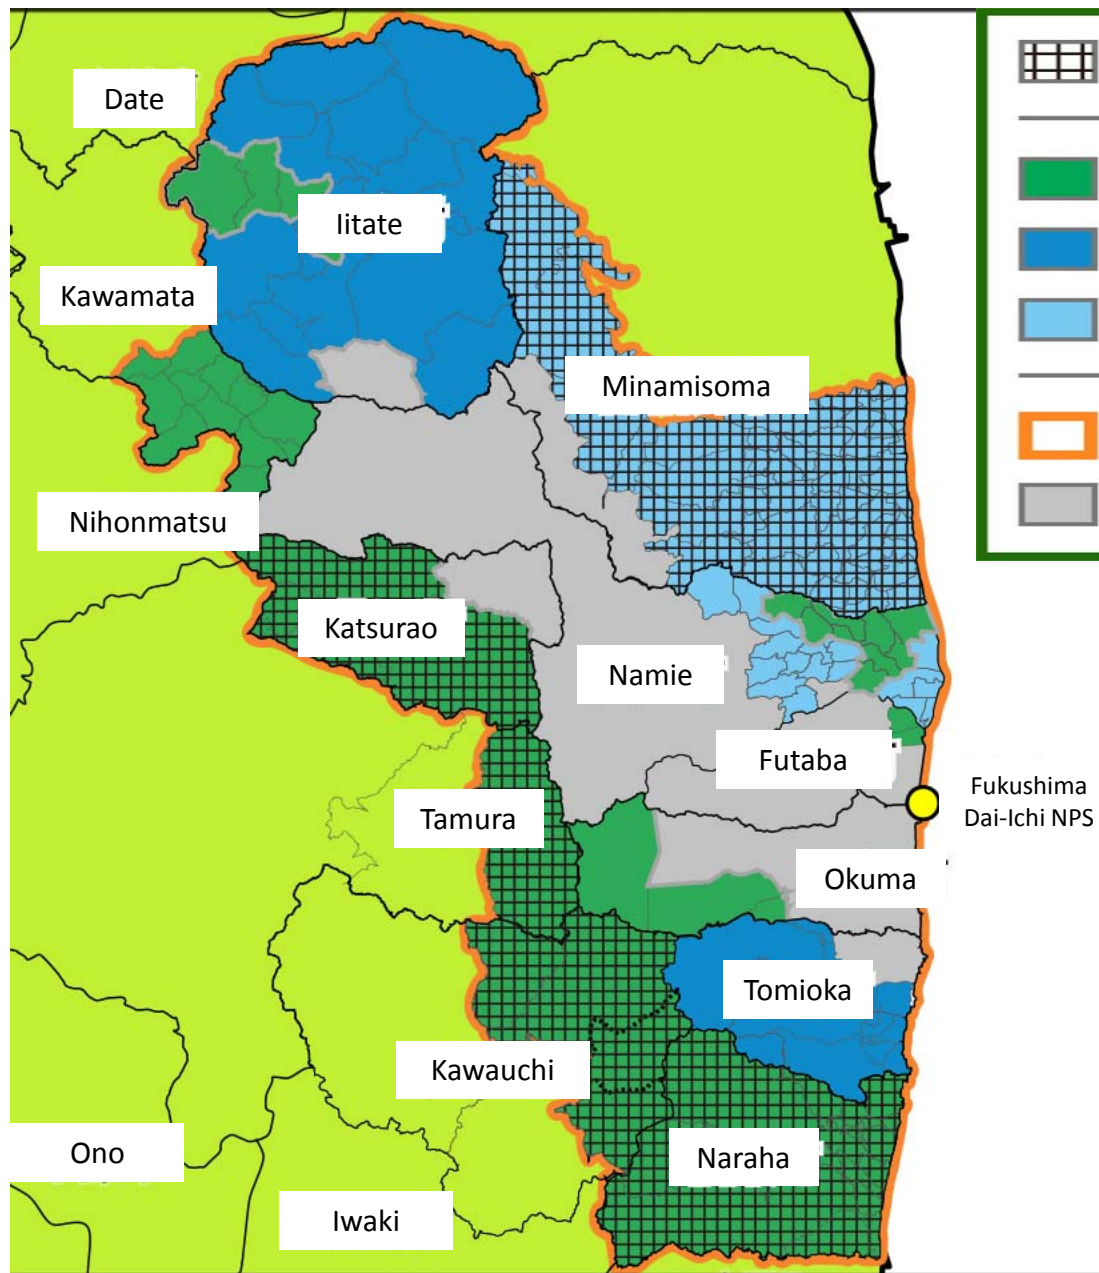 Date
Iitate
Kawamata
Minamisoma
Nihonmatsu
Katsurao
Namie
Futaba
Fukushima
Dai-Ichi NPS
Tamura
Okuma
Tomioka
Kawauchi
Ono
Naraha
Iwaki